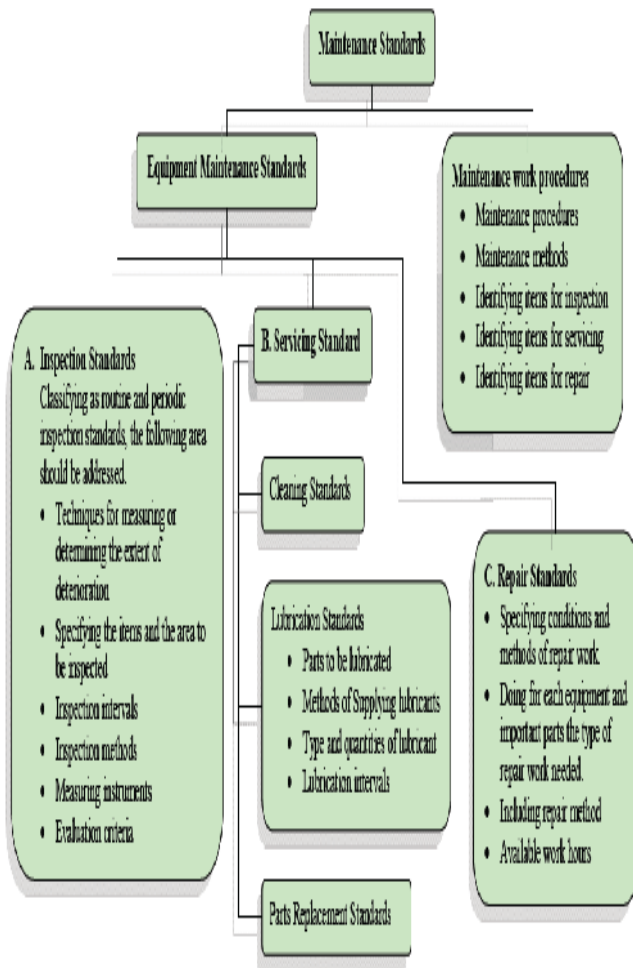 Maintenance Standards
Equipment Maintenance Standards
Maintenance work procedures
• Maintenance procedures
• Maintenance methods
• Identifying items for inspection
• Identifying items for servicing
• Identifying items for repair
A. Inspection Standards
Classifying as routine and periodic
inspection standards, the following area
should be addressed.
• Techniques for measuring or
determining the extent of
deterioration
• Specifying the items and the area to
be inspected
• Inspection intervals
• Inspection methods
• Measuring instruments
• Evaluation criteria
B. Servicing Standard
Cleaning Standards
Lubrication Standards
• Parts to be lubricated
• Methods of Supplying lubricants
• Type and quantities of lubricant
• Lubrication intervals
Parts Replacement Standards
C. Repair Standards
• Specifying conditions and
methods of repair work.
• Doing for each equipment and
important parts the type of
repair work needed.
• Including repair method
• Available work hours